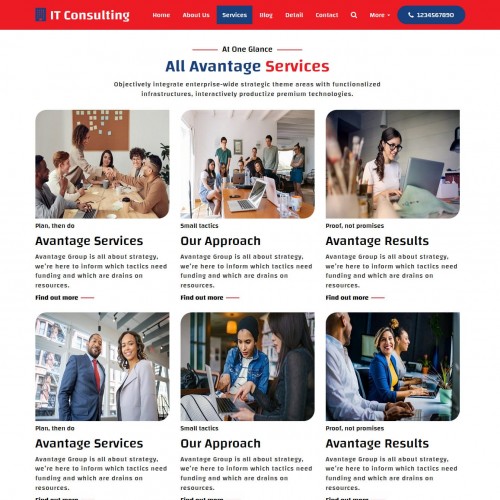 IT Consulting
Home About Us Services Blog Detail Contact More 1234567890
At One Glance
All Avantage Services
Objectively integrate enterprise-wide strategic theme areas with functionalized
infrastructures, interactively productize premium technologies.
Plan, then do
Avantage Services
Avantage Group is all about strategy,
we're here to inform which tactics need
funding and which are drains on
resources.
Find out more
Small tactics
Our Approach
Avantage Group is all about strategy,
we're here to inform which tactics need
funding and which are drains on
resources.
Find out more
Proof, not promises
Avantage Results
Avantage Group is all about strategy,
we're here to inform which tactics need
funding and which are drains on
resources.
Find out more
Plan, then do
Avantage Services
Avantage Group is all about strategy,
we're here to inform which tactics need
funding and which are drains on
resources.
Small tactics
Our Approach
Avantage Group is all about strategy,
we're here to inform which tactics need
funding and which are drains on
resources.
Proof, not promises
Avantage Results
Avantage Group is all about strategy,
we're here to inform which tactics need
funding and which are drains on
resources.